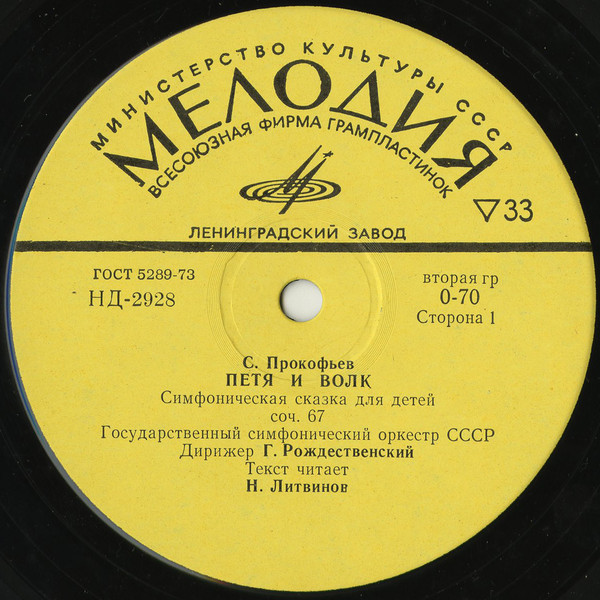 МИНИСТЕРСТВО КУЛЬТУРЫ СССР
МЕЛОДИЯ
ВСЕСОЮЗНАЯ ФИРМА ГРАМПЛАСТИНОК
▽33
ЛЕНИНГРАДСКИЙ ЗАВОД
ГОСТ 5289-73
НД-2928
вторая гр
0-70
Сторона 1
С. Прокофьев
ПЕТЯ И ВОЛК
Симфоническая сказка для детей
соч. 67
Государственный симфонический оркестр СССР
Дирижер Г. Рождественский
Текст читает
Н. Литвинов